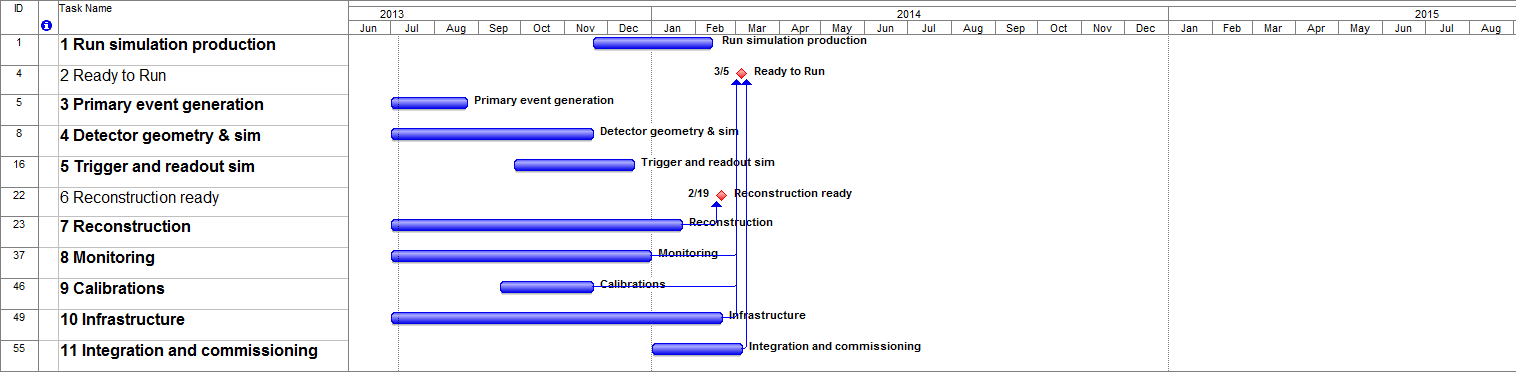 ID Task Name 2013 2014 2015
Jun Jul Aug Sep Oct Nov Dec Jan Feb Mar Apr May Jun Jul Aug Sep Oct Nov Dec Jan Feb Mar Apr May Jun Jul Aug
1 1 Run simulation production Run simulation production
4 2 Ready to Run 3/5 Ready to Run
5 3 Primary event generation Primary event generation
8 4 Detector geometry & sim Detector geometry & sim
16 5 Trigger and readout sim Trigger and readout sim
22 6 Reconstruction ready 2/19 Reconstruction ready
23 7 Reconstruction Reconstruction
37 8 Monitoring Monitoring
46 9 Calibrations Calibrations
49 10 Infrastructure Infrastructure
55 11 Integration and commissioning Integration and commissioning